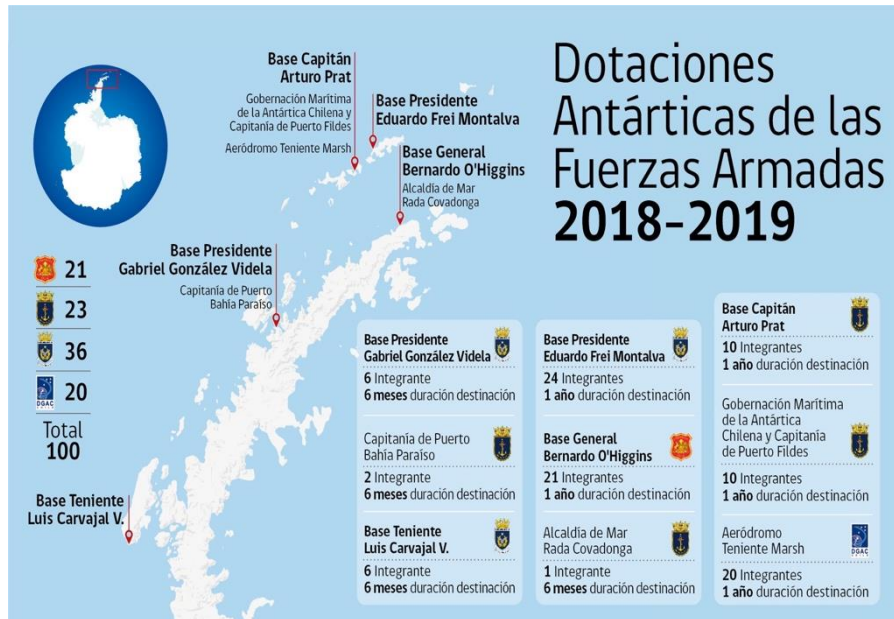 Dotaciones
Antárticas de las
Fuerzas Armadas
2018-2019
Base Capitán
Arturo Prat
Gobernación Marítima
de la Antártica Chilena y
Capitanía de Puerto Fildes
Aeródromo Teniente Marsh
Base Presidente
Eduardo Frei Montalva
Base General
Bernardo O'Higgins
Alcaldía de Mar
Rada Covadonga
Base Presidente
Gabriel González Videla
Capitanía de Puerto
Bahía Paraíso
21
23
36
DGAC
20
Total
100
Base Teniente
Luis Carvajal V.
Base Presidente
Gabriel González Videla
6 Integrante
6 meses duración destinación
Capitanía de Puerto
Bahía Paraíso
2 Integrante
6 meses duración destinación
Base Teniente
Luis Carvajal V.
6 Integrante
6 meses duración destinación
Base Presidente
Eduardo Frei Montalva
24 Integrantes
1 año duración destinación
Base General
Bernardo O'Higgins
21 Integrantes
1 año duración destinación
Alcaldía de Mar
Rada Covadonga
1 Integrante
6 meses duración destinación
Base Capitán
Arturo Prat
10 Integrantes
1 año duración destinación
Gobernación Marítima
de la Antártica
Chilena y Capitanía
de Puerto Fildes
10 Integrantes
1 año duración destinación
Aeródromo
Teniente Marsh
DGAC
20 Integrantes
1 año duración destinación